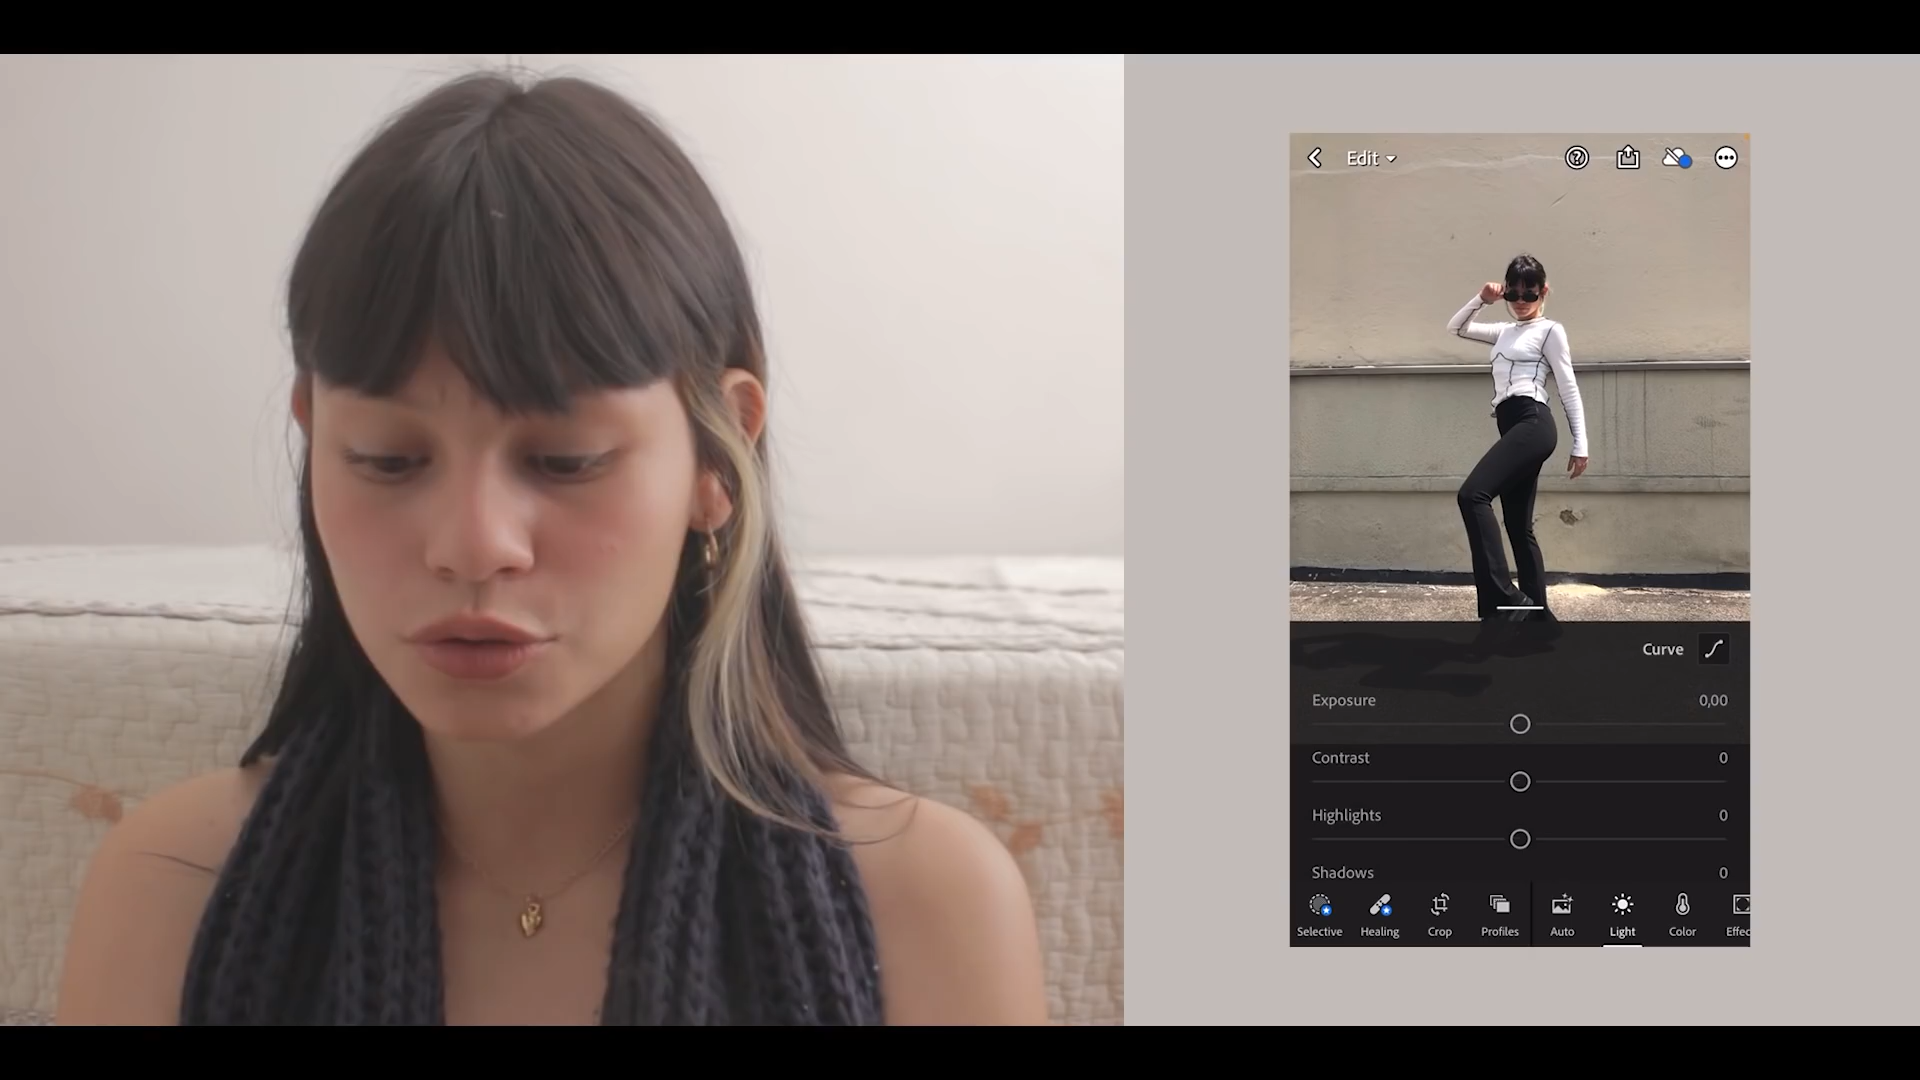 Edit
Curve
Exposure 0,00
Contrast 0
Highlights 0
Shadows 0
Selective Healing Crop Profiles Auto Light Color Effec